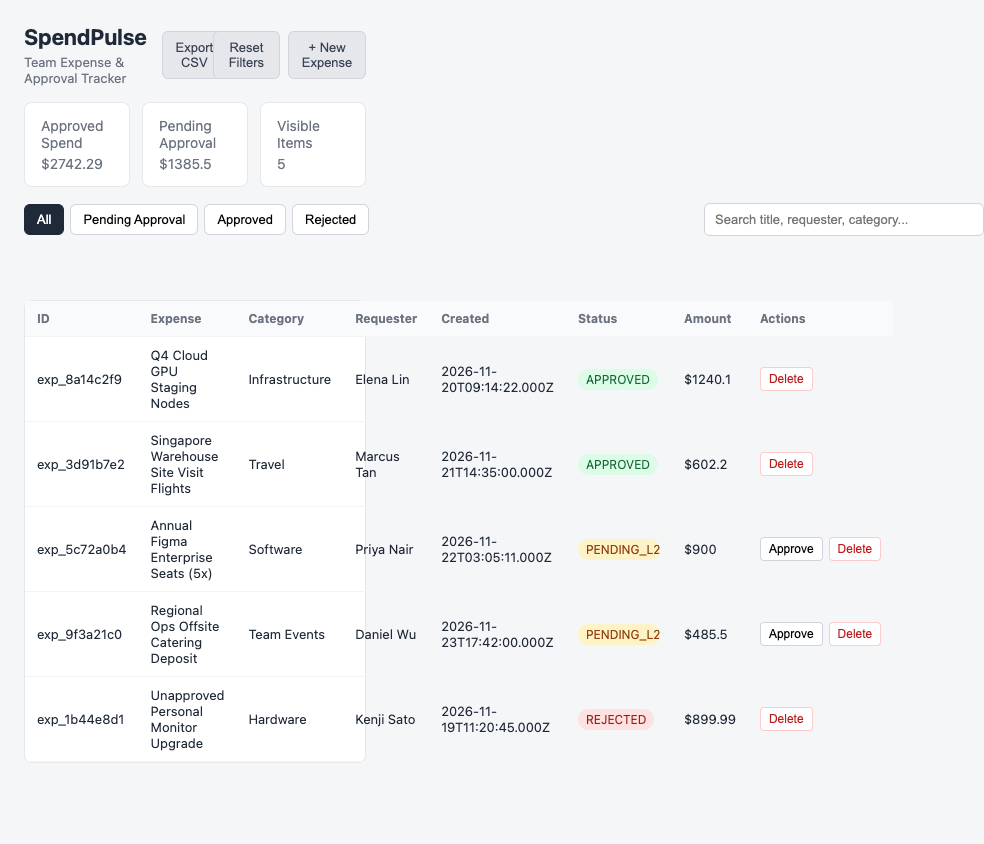 SpendPulse
Team Expense &
Approval Tracker
Export
CSV
Reset
Filters
+ New
Expense
Approved
Spend
$2742.29
Pending
Approval
$1385.5
Visible
Items
5
All
Pending Approval
Approved
Rejected
Search title, requester, category...
ID Expense Category Requester Created Status Amount Actions
exp_8a14c2f9
Q4 Cloud
GPU
Staging
Nodes
Infrastructure
Elena Lin
2026-11-
20T09:14:22.000Z
APPROVED
$1240.1
Delete
exp_3d91b7e2
Singapore
Warehouse
Site Visit
Flights
Travel
Marcus
Tan
2026-11-
21T14:35:00.000Z
APPROVED
$602.2
Delete
exp_5c72a0b4
Annual
Figma
Enterprise
Seats (5x)
Software
Priya Nair
2026-11-
22T03:05:11.000Z
PENDING_L2
$900
Approve
Delete
exp_9f3a21c0
Regional
Ops Offsite
Catering
Deposit
Team Events
Daniel Wu
2026-11-
23T17:42:00.000Z
PENDING_L2
$485.5
Approve
Delete
exp_1b44e8d1
Unapproved
Personal
Monitor
Upgrade
Hardware
Kenji Sato
2026-11-
19T11:20:45.000Z
REJECTED
$899.99
Delete